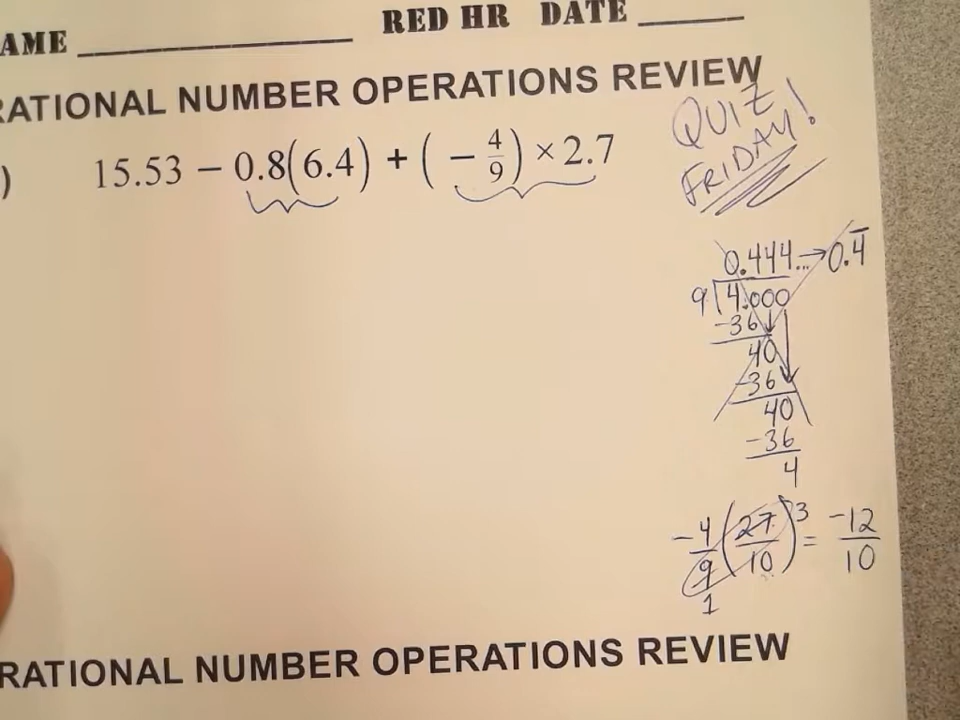 AME ____________ RED HR DATE ______
RATIONAL NUMBER OPERATIONS REVIEW
QUIZ
FRIDAY!
) 15.53 − 0.8(6.4) + (− 4/9) × 2.7
0.444... → 0.4̅
9 4.000
-36
40
-36
40
-36
4
-4/9 (27/10) 3 = -12/10
1
RATIONAL NUMBER OPERATIONS REVIEW